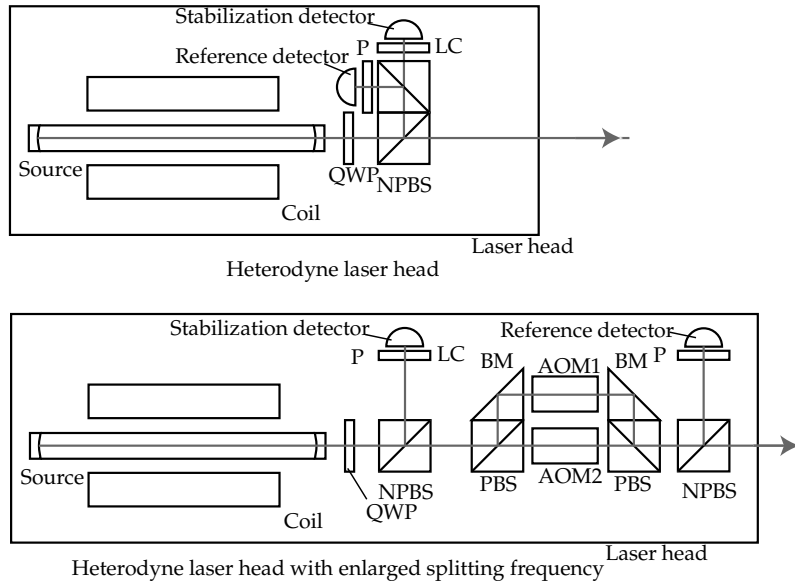 Stabilization detector
P
LC
Reference detector
Source
QWP
NPBS
Coil
Laser head
Heterodyne laser head
Stabilization detector
Reference detector
P
LC
BM
AOM1
BM
P
Source
NPBS
PBS
AOM2
PBS
NPBS
QWP
Coil
Laser head
Heterodyne laser head with enlarged splitting frequency